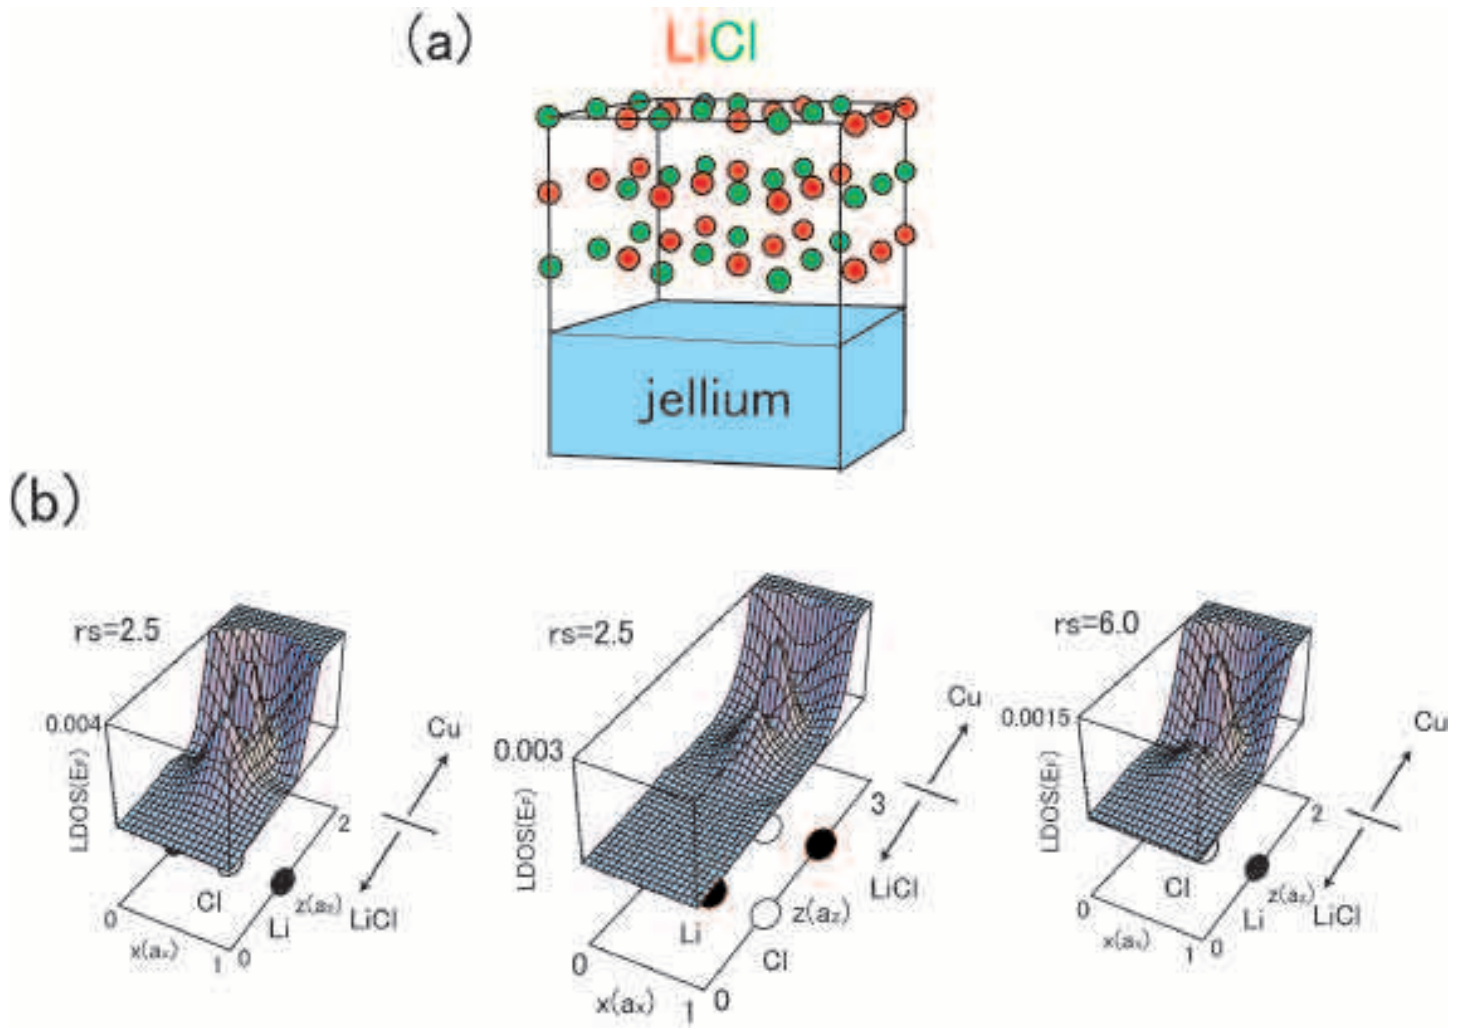 (a)
LiCl
jellium
(b)
rs=2.5
0.004
LDOS(EF)
Cu
2
Cl
Li
z(az)
LiCl
0
x(ax)
1
0
rs=2.5
0.003
LDOS(EF)
Cu
3
LiCl
Li
z(az)
Cl
0
x(ax)
1
0
rs=6.0
0.0015
LDOS(EF)
Cu
2
Cl
Li
z(az)
LiCl
0
x(ax)
1
0